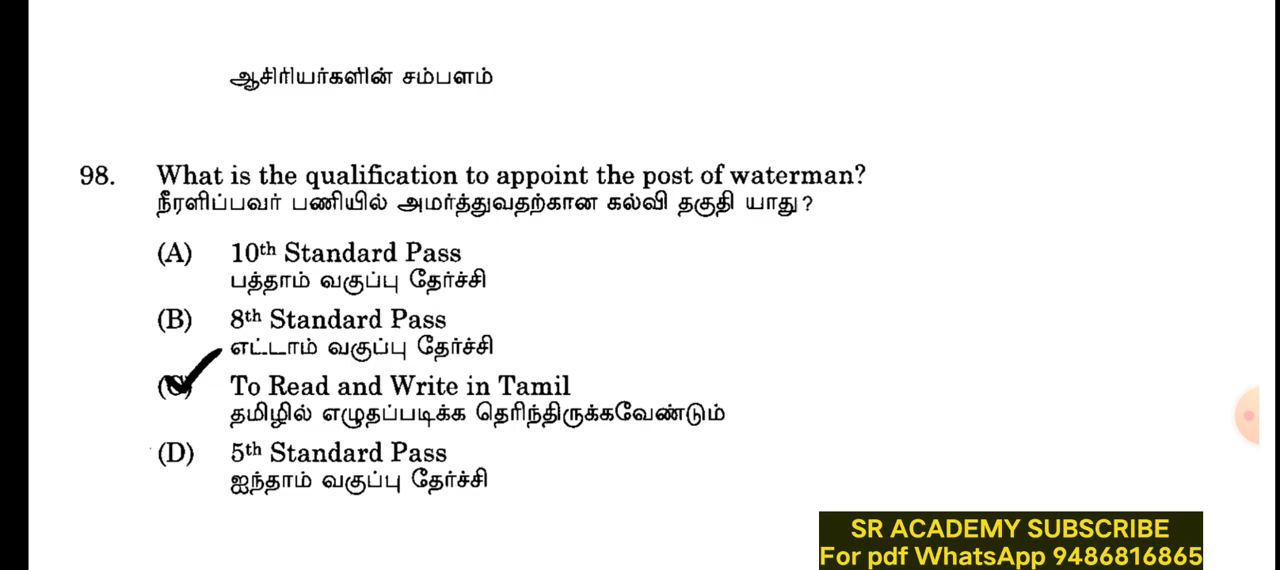 ஆசிரியர்களின் சம்பளம்
98. What is the qualification to appoint the post of waterman?
நீரளிப்பவர் பணியில் அமர்த்துவதற்கான கல்வி தகுதி யாது?
(A) 10th Standard Pass
பத்தாம் வகுப்பு தேர்ச்சி
(B) 8th Standard Pass
எட்டாம் வகுப்பு தேர்ச்சி
(C) To Read and Write in Tamil
தமிழில் எழுதப்படிக்க தெரிந்திருக்கவேண்டும்
(D) 5th Standard Pass
ஐந்தாம் வகுப்பு தேர்ச்சி
SR ACADEMY SUBSCRIBE
For pdf WhatsApp 9486816865